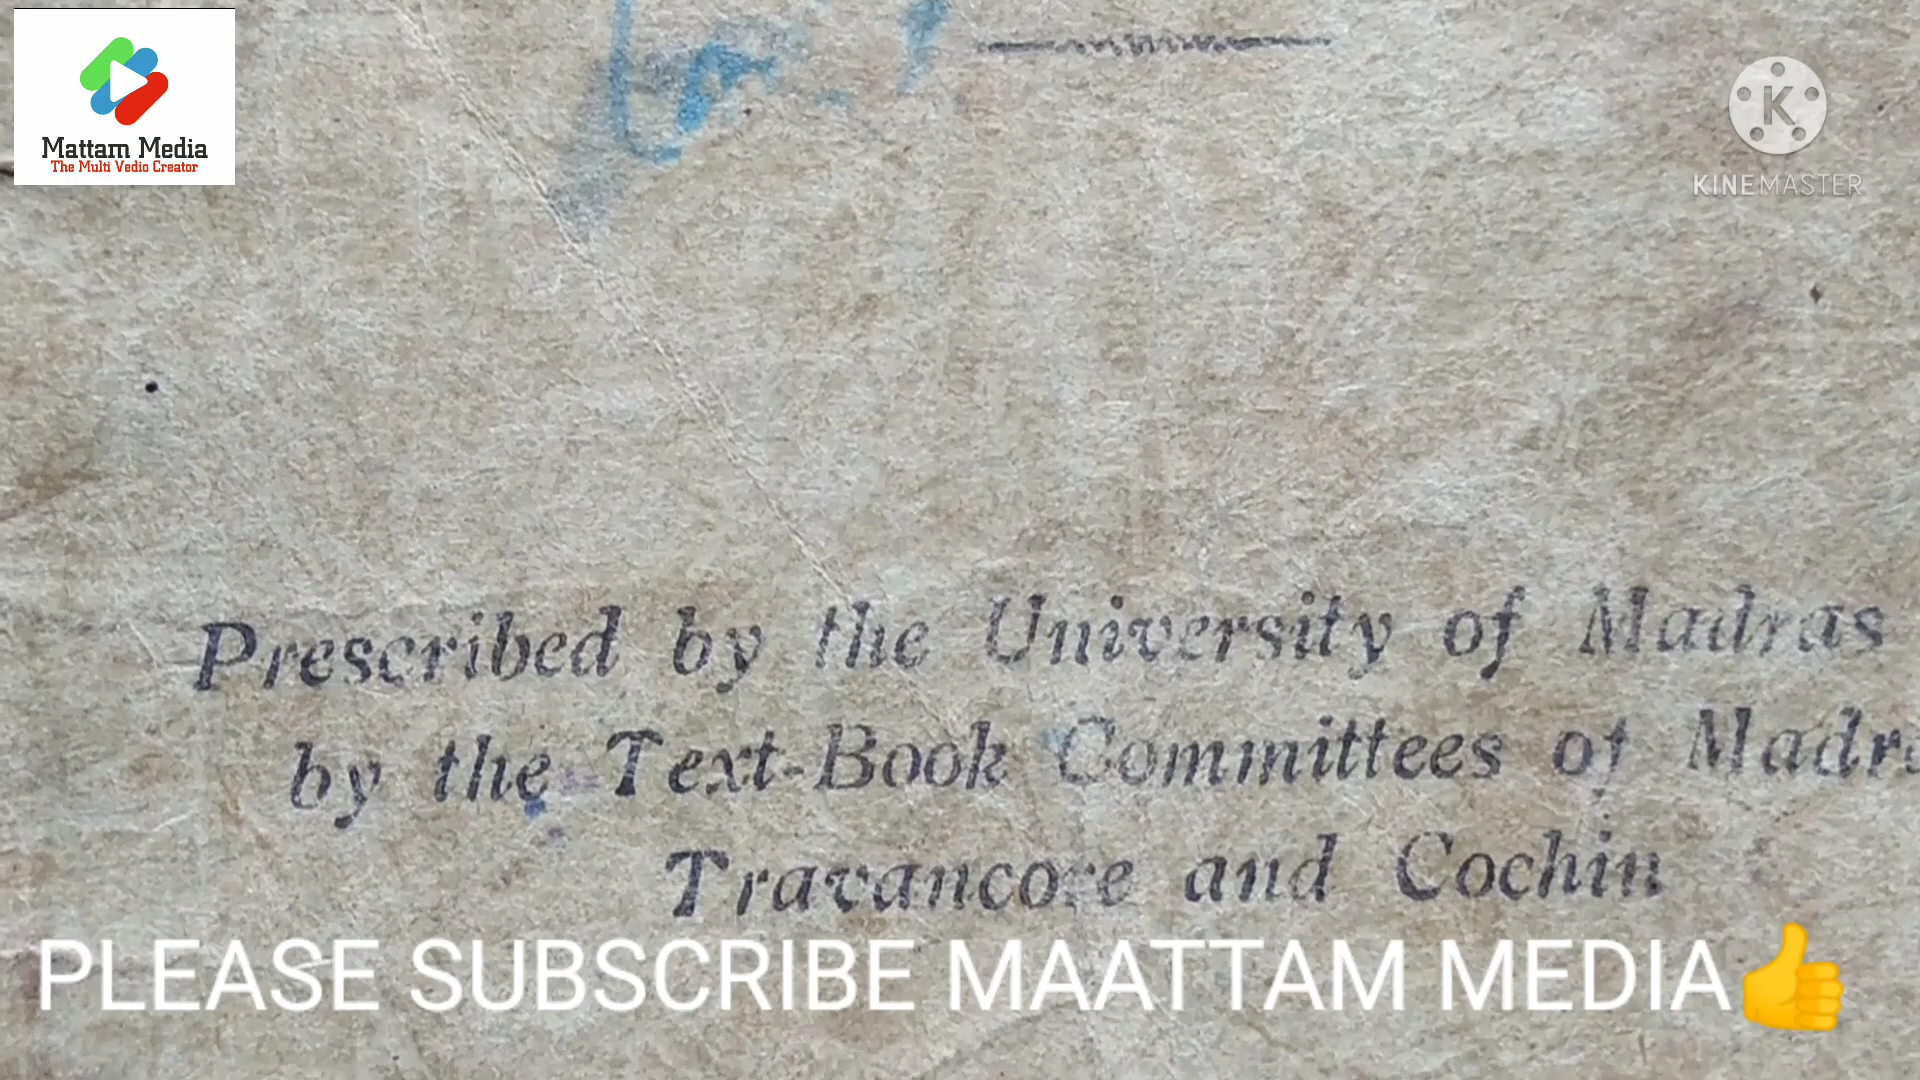 Mattam Media
The Multi Vedio Creator
K
KINEMASTER
Prescribed by the University of Madras
by the Text-Book Committees of
Travancore and Cochin
PLEASE SUBSCRIBE MAATTAM MEDIA👍